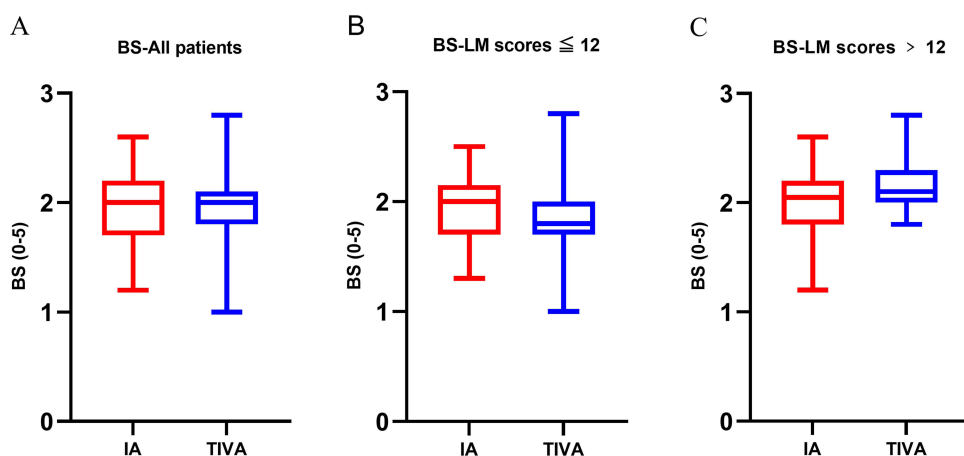 A
BS-All patients
BS (0-5)
3
2
1
0
IA
TIVA
B
BS-LM scores ≦ 12
BS (0-5)
3
2
1
0
IA
TIVA
C
BS-LM scores > 12
BS (0-5)
3
2
1
0
IA
TIVA